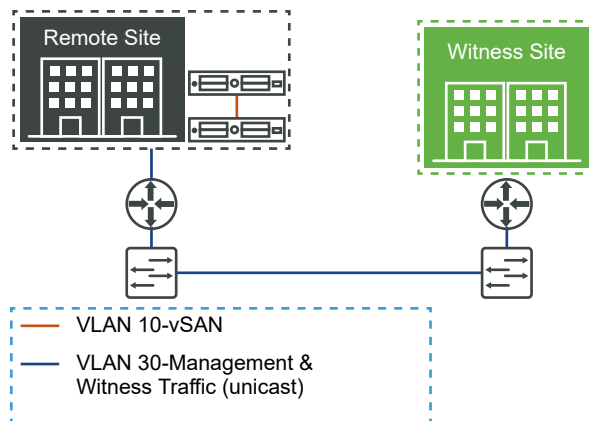 Remote Site
Witness Site
VLAN 10-vSAN
VLAN 30-Management &
Witness Traffic (unicast)